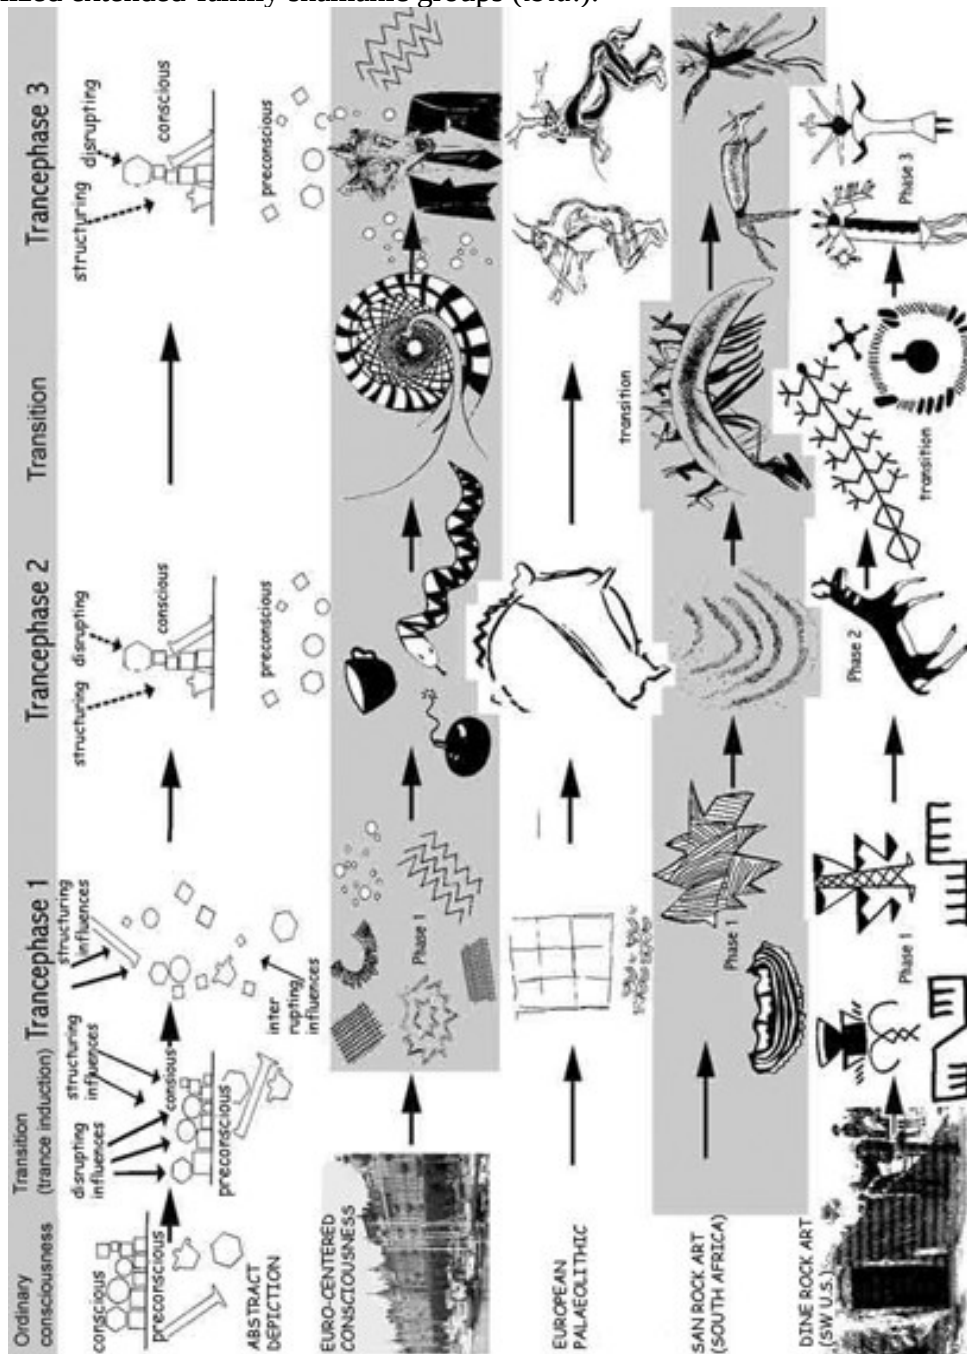 extended-family shamanic groups
Ordinary
consciousness
Transition
(trance induction)
Trancephase 1
Trancephase 2
Transition
Trancephase 3
conscious
preconscious
ABSTRACT
DEPICTION
disrupting
influences
structuring
influences
consious
preconscious
structuring
influences
inter
rupting
influences
structuring
disrupting
conscious
preconscious
structuring
disrupting
conscious
preconscious
EURO-CENTERED
CONSCIOUSNESS
Phase 1
EUROPEAN
PALAEOLITHIC
SAN ROCK ART
(SOUTH AFRICA)
Phase 1
transition
DINE ROCK ART
(SW U.S.)
Phase 1
Phase 2
transition
Phase 3